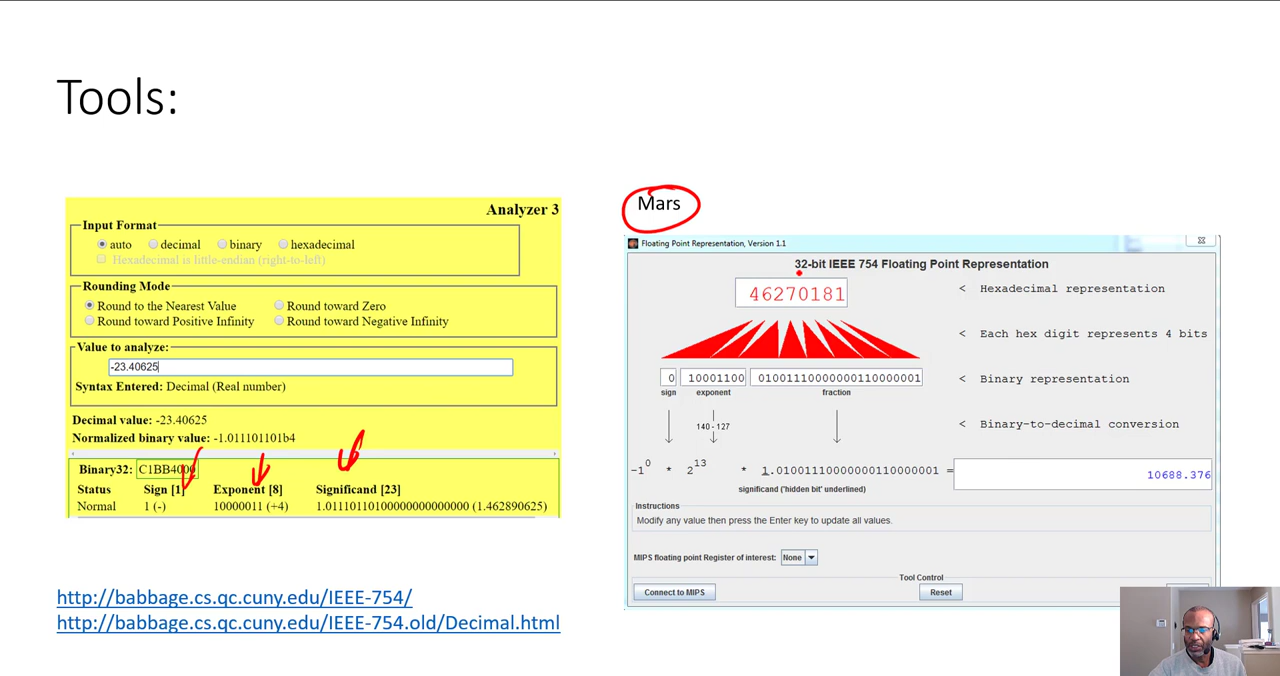 Tools:
Analyzer 3
Input Format
auto decimal binary hexadecimal
Hexadecimal is little-endian (right-to-left)
Rounding Mode
Round to the Nearest Value Round toward Zero
Round toward Positive Infinity Round toward Negative Infinity
Value to analyze:
-23.40625
Syntax Entered: Decimal (Real number)
Decimal value: -23.40625
Normalized binary value: -1.011101101b4
Binary32: C1BB4000
Status Sign [1] Exponent [8] Significand [23]
Normal 1 (-) 10000011 (+4) 1.01110110100000000000000 (1.462890625)
http://babbage.cs.qc.cuny.edu/IEEE-754/
http://babbage.cs.qc.cuny.edu/IEEE-754.old/Decimal.html
Mars
Floating Point Representation, Version 1.1
32-bit IEEE 754 Floating Point Representation
46270181 < Hexadecimal representation
< Each hex digit represents 4 bits
0 10001100 01001110000000110000001 < Binary representation
sign exponent fraction
140-127 < Binary-to-decimal conversion
-1 0 * 2 13 * 1.01001110000000110000001 = 10688.376
significand ('hidden bit' underlined)
Instructions
Modify any value then press the Enter key to update all values.
MIPS floating point Register of interest: None
Tool Control
Connect to MIPS Reset